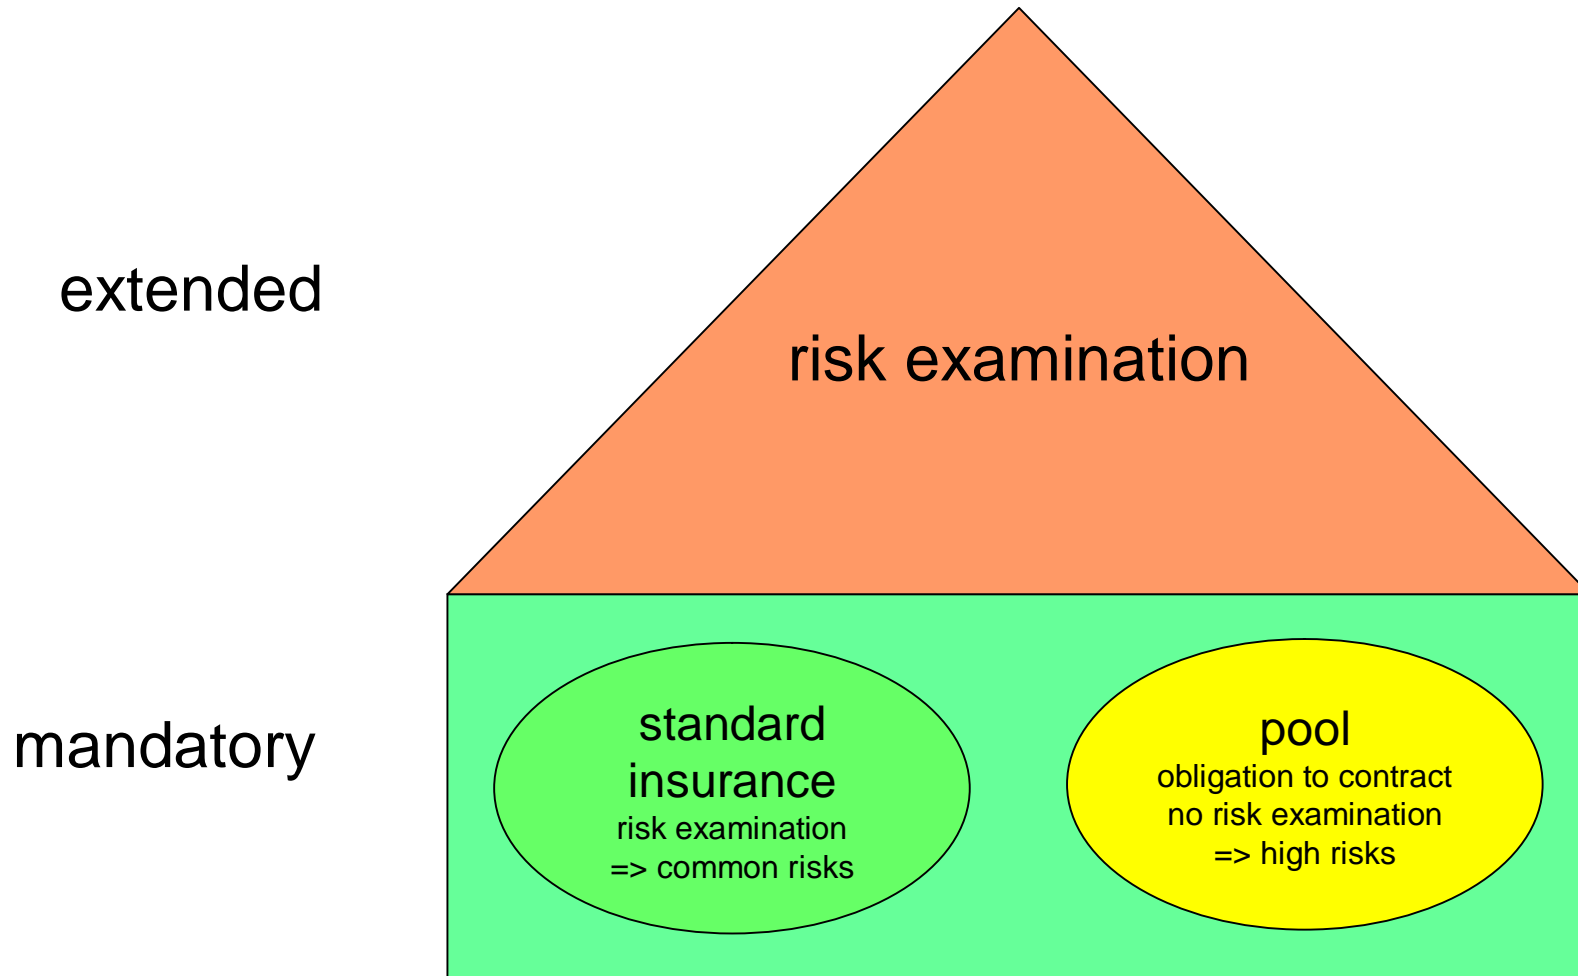 extended
risk examination
mandatory
standard
insurance
risk examination
=> common risks
pool
obligation to contract
no risk examination
=> high risks